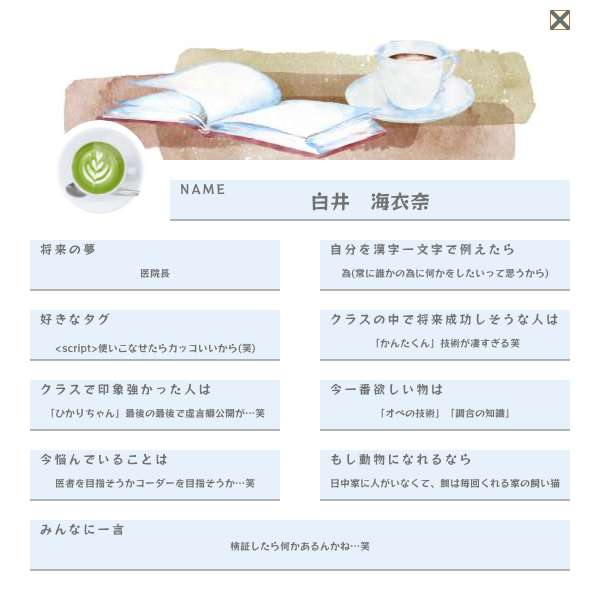 NAME
白井 海衣奈
将来の夢
医院長
自分を漢字一文字で例えたら
為(常に誰かの為に何かをしたいって思うから)
好きなタグ
<script>使いこなせたらカッコいいから(笑)
クラスの中で将来成功しそうな人は
「かんたくん」技術が凄すぎる笑
クラスで印象強かった人は
「ひかりちゃん」最後の最後で虚言癖公開が…笑
今一番欲しい物は
「オペの技術」「調合の知識」
今悩んでいることは
医者を目指そうかコーダーを目指そうか…笑
もし動物になれるなら
日中家に人がいなくて、餌は毎回くれる家の飼い猫
みんなに一言
検証したら何かあるんかね…笑